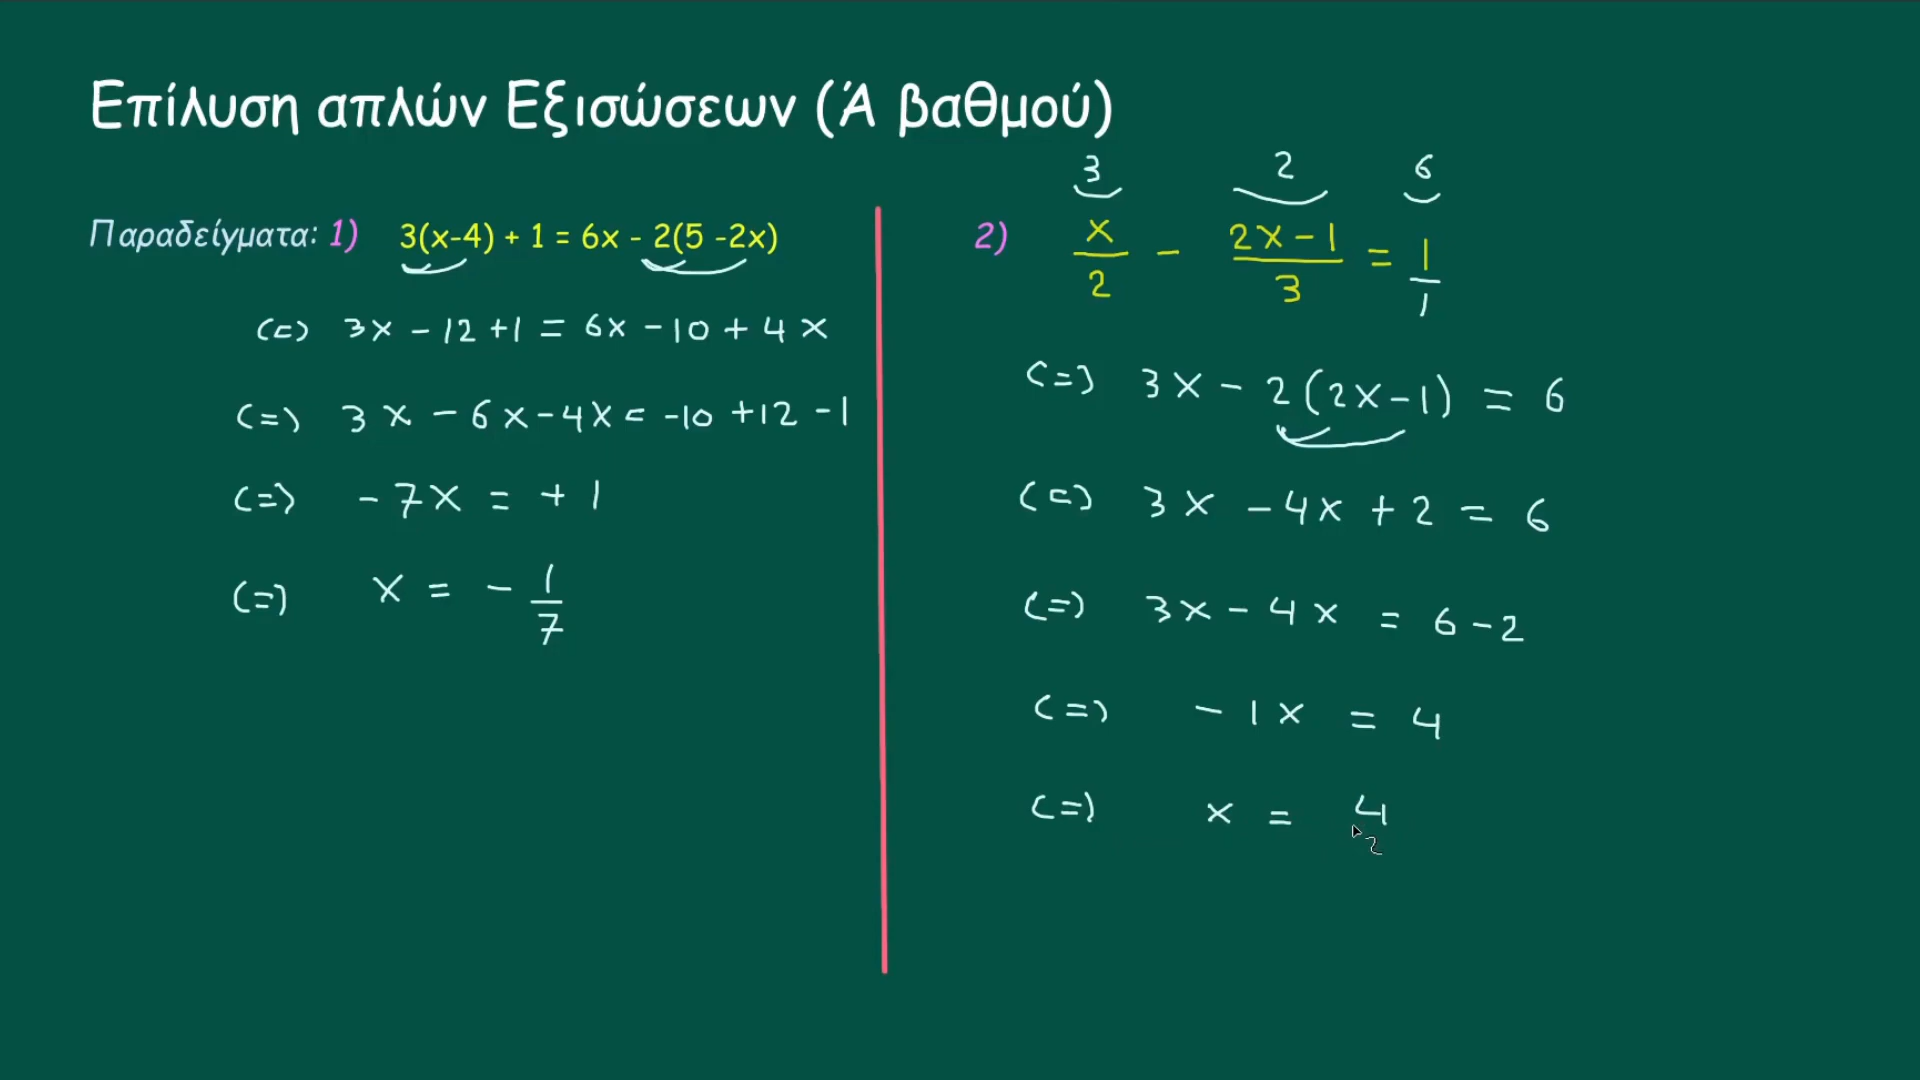 Επίλυση απλών Εξισώσεων (Ά βαθμού)
Παραδείγματα: 1) 3(x-4) + 1 = 6x - 2(5 -2x)
(=) 3x - 12 +1 = 6x - 10 + 4x
(=) 3x - 6x - 4x = -10 +12 -1
(=) - 7x = + 1
(=) x = - 1/7
3 2 6
2) x/2 - (2x-1)/3 = 1/1
(=) 3x - 2(2x-1) = 6
(=) 3x - 4x + 2 = 6
(=) 3x - 4x = 6 - 2
(=) - 1x = 4
(=) x = 4